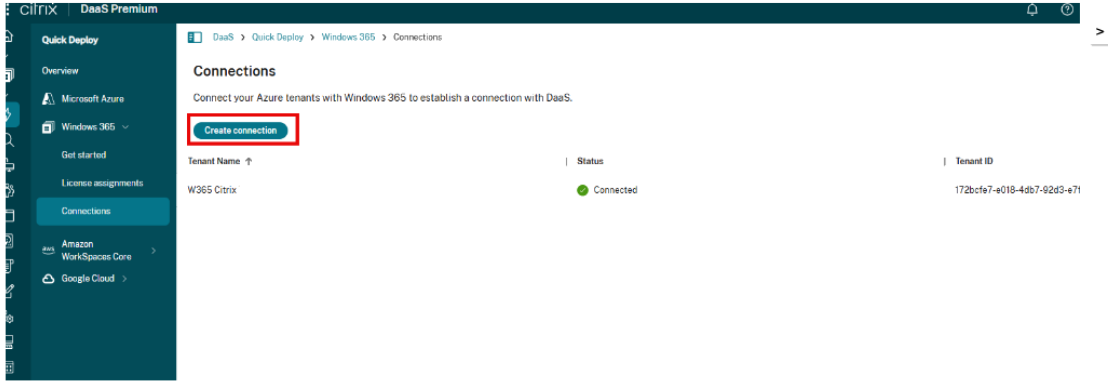 citrix | DaaS Premium
Quick Deploy
DaaS > Quick Deploy > Windows 365 > Connections
>
Overview
Connections
Microsoft Azure
Connect your Azure tenants with Windows 365 to establish a connection with DaaS.
Windows 365
Create connection
Get started
Tenant Name ↑ | Status | Tenant ID
License assignments
W365 Citrix Connected 172bcfe7-e018-4db7-92d3-e7f
Connections
aws Amazon
WorkSpaces Core >
Google Cloud >